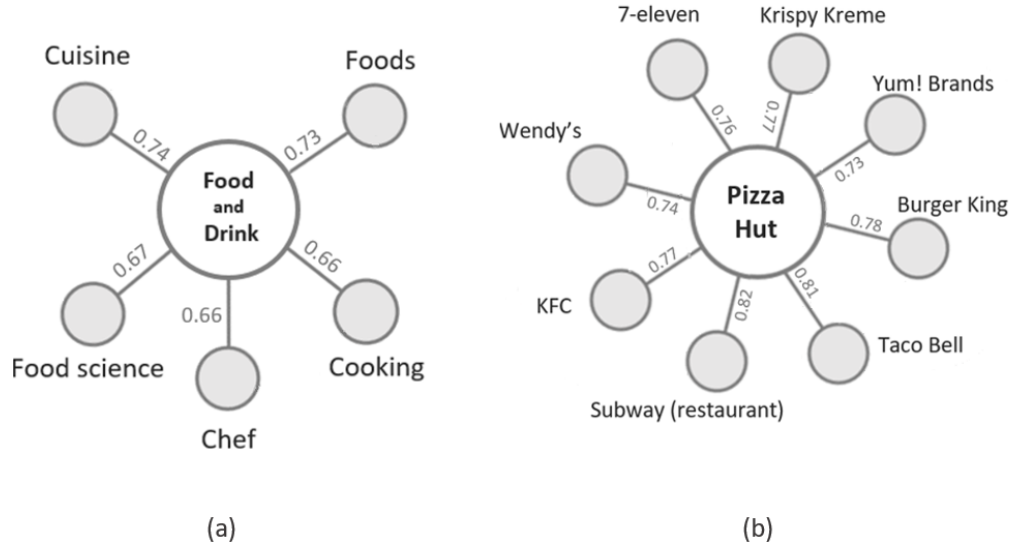 Cuisine
Foods
0.74
0.73
Food
and
Drink
0.67
0.66
0.66
Food science
Cooking
Chef
(a)
7-eleven
Krispy Kreme
Yum! Brands
Wendy's
0.76
0.77
0.73
0.74
Pizza
Hut
0.78
Burger King
0.77
KFC
0.82
0.81
Taco Bell
Subway (restaurant)
(b)